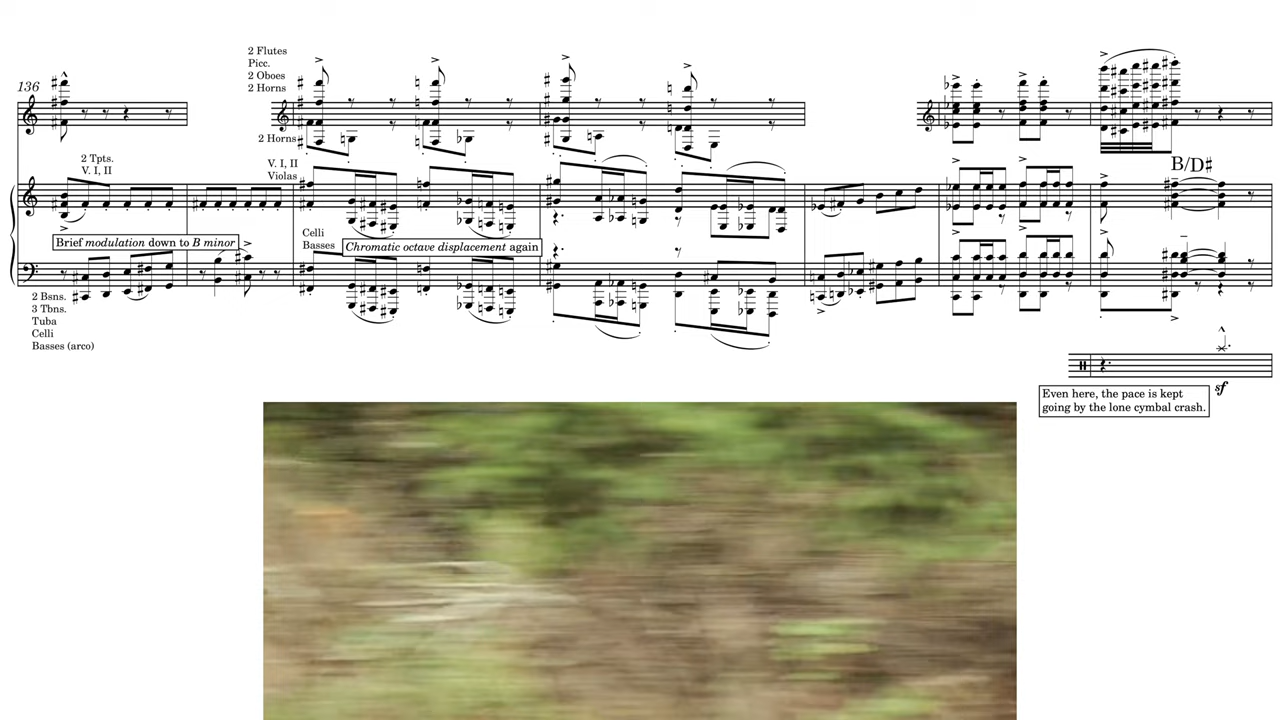 2 Flutes
Picc.
2 Oboes
2 Horns
136
2 Horns
2 Tpts.
V. I, II
V. I, II
Violas
B/D♯
Brief modulation down to B minor
Celli
Basses
Chromatic octave displacement again
2 Bsns.
3 Tbns.
Tuba
Celli
Basses (arco)
sf
Even here, the pace is kept
going by the lone cymbal crash.